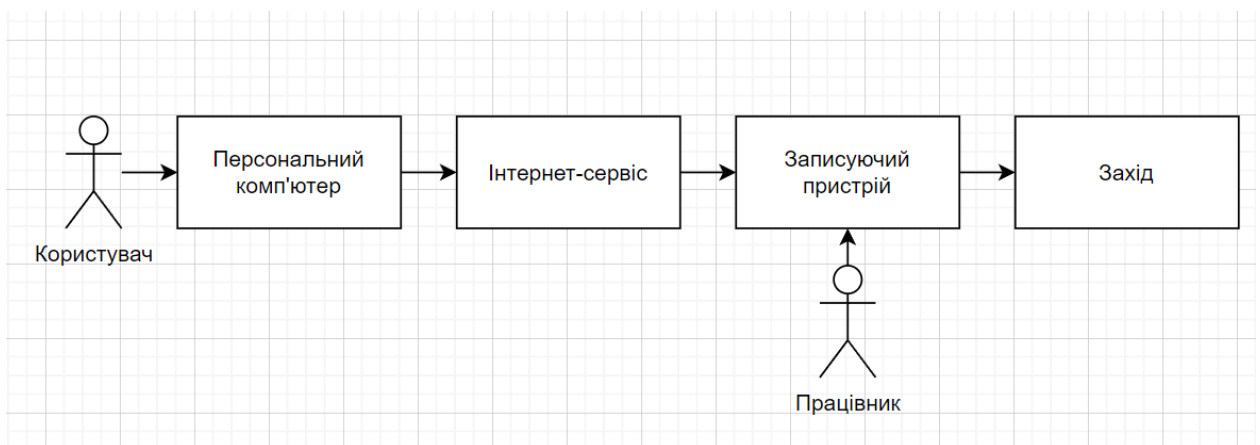 Персональний
комп'ютер
Інтернет-сервіс
Записуючий
пристрій
Захід
Користувач
Працівник